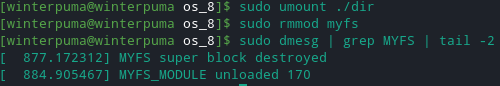 [winterpuma@winterpuma os_8]$ sudo umount ./dir
[winterpuma@winterpuma os_8]$ sudo rmmod myfs
[winterpuma@winterpuma os_8]$ sudo dmesg | grep MYFS | tail -2
[  877.172312] MYFS super block destroyed
[  884.905467] MYFS_MODULE unloaded 170